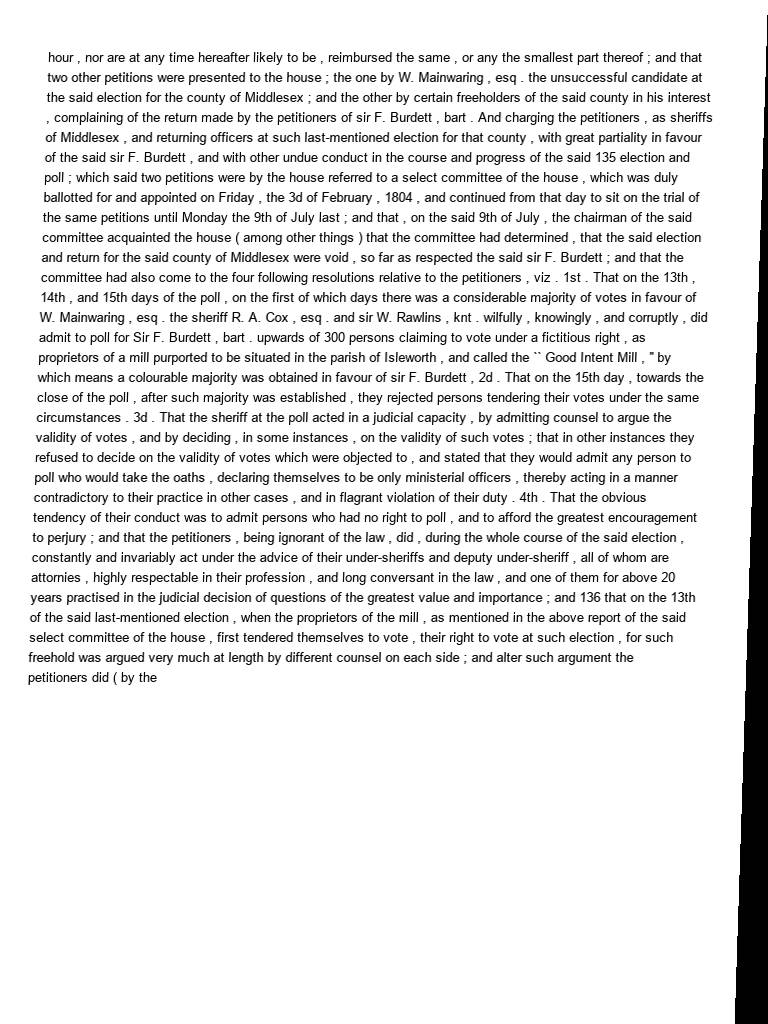 hour , nor are at any time hereafter likely to be , reimbursed the same , or any the smallest part thereof ; and that
two other petitions were presented to the house ; the one by W. Mainwaring , esq . the unsuccessful candidate at
the said election for the county of Middlesex ; and the other by certain freeholders of the said county in his interest
, complaining of the return made by the petitioners of sir F. Burdett , bart . And charging the petitioners , as sheriffs
of Middlesex , and returning officers at such last-mentioned election for that county , with great partiality in favour
of the said sir F. Burdett , and with other undue conduct in the course and progress of the said 135 election and
poll ; which said two petitions were by the house referred to a select committee of the house , which was duly
ballotted for and appointed on Friday , the 3d of February , 1804 , and continued from that day to sit on the trial of
the same petitions until Monday the 9th of July last ; and that , on the said 9th of July , the chairman of the said
committee acquainted the house ( among other things ) that the committee had determined , that the said election
and return for the said county of Middlesex were void , so far as respected the said sir F. Burdett ; and that the
committee had also come to the four following resolutions relative to the petitioners , viz . 1st . That on the 13th ,
14th , and 15th days of the poll , on the first of which days there was a considerable majority of votes in favour of
W. Mainwaring , esq . the sheriff R. A. Cox , esq . and sir W. Rawlins , knt . wilfully , knowingly , and corruptly , did
admit to poll for Sir F. Burdett , bart . upwards of 300 persons claiming to vote under a fictitious right , as
proprietors of a mill purported to be situated in the parish of Isleworth , and called the `` Good Intent Mill , '' by
which means a colourable majority was obtained in favour of sir F. Burdett , 2d . That on the 15th day , towards the
close of the poll , after such majority was established , they rejected persons tendering their votes under the same
circumstances . 3d . That the sheriff at the poll acted in a judicial capacity , by admitting counsel to argue the
validity of votes , and by deciding , in some instances , on the validity of such votes ; that in other instances they
refused to decide on the validity of votes which were objected to , and stated that they would admit any person to
poll who would take the oaths , declaring themselves to be only ministerial officers , thereby acting in a manner
contradictory to their practice in other cases , and in flagrant violation of their duty . 4th . That the obvious
tendency of their conduct was to admit persons who had no right to poll , and to afford the greatest encouragement
to perjury ; and that the petitioners , being ignorant of the law , did , during the whole course of the said election ,
constantly and invariably act under the advice of their under-sheriffs and deputy under-sheriff , all of whom are
attornies , highly respectable in their profession , and long conversant in the law , and one of them for above 20
years practised in the judicial decision of questions of the greatest value and importance ; and 136 that on the 13th
of the said last-mentioned election , when the proprietors of the mill , as mentioned in the above report of the said
select committee of the house , first tendered themselves to vote , their right to vote at such election , for such
freehold was argued very much at length by different counsel on each side ; and alter such argument the
petitioners did ( by the